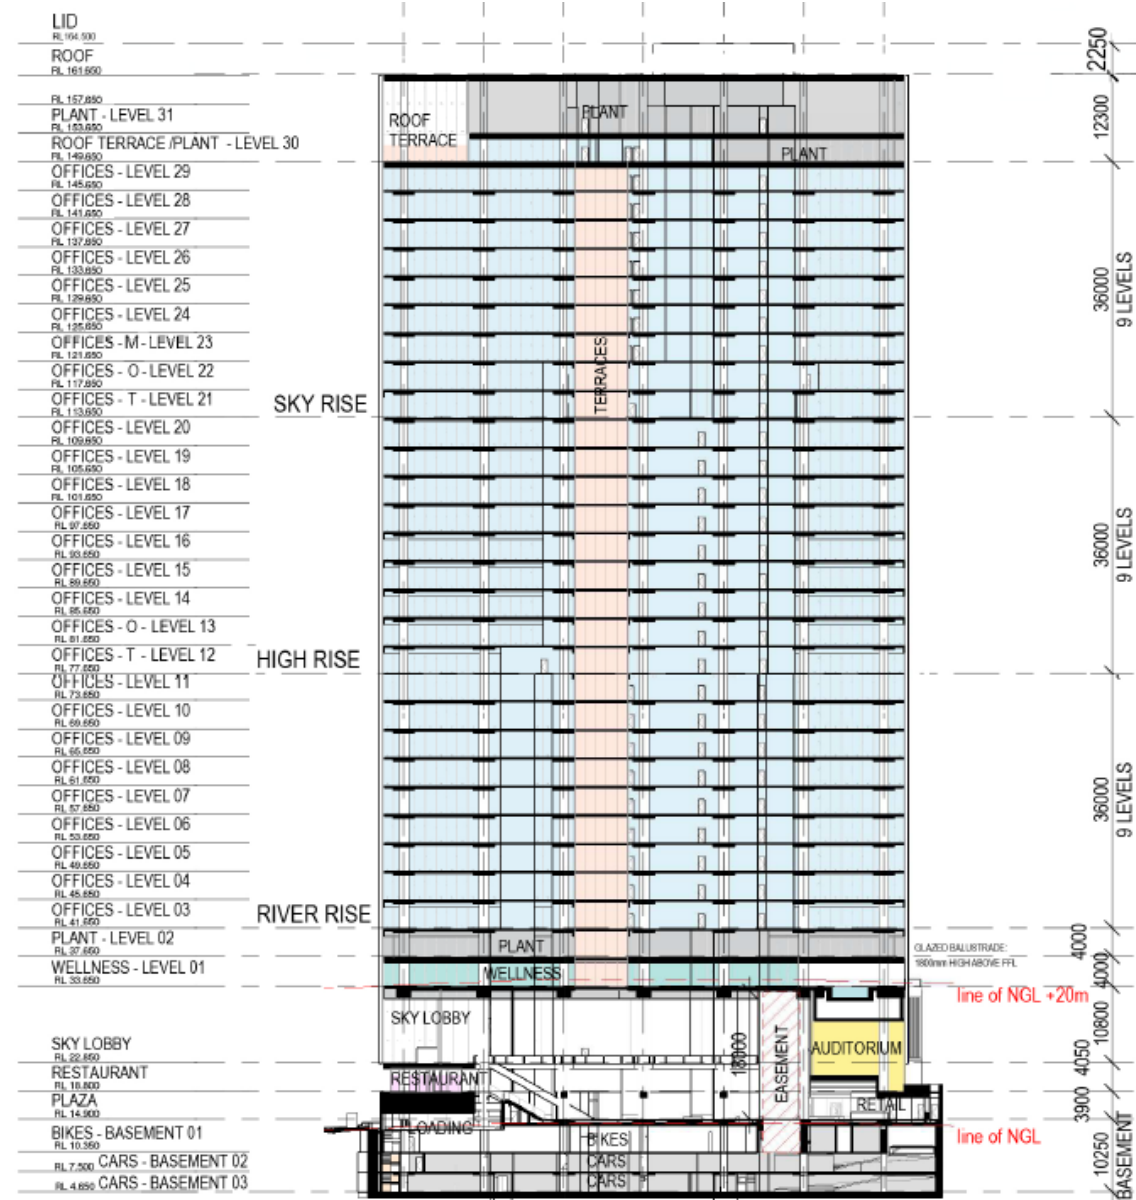 LID
RL 164.500
ROOF
RL 161.950
RL 157.650
PLANT - LEVEL 31
RL 153.650
ROOF TERRACE /PLANT - LEVEL 30
RL 149.650
OFFICES - LEVEL 29
RL 145.650
OFFICES - LEVEL 28
RL 141.650
OFFICES - LEVEL 27
RL 137.650
OFFICES - LEVEL 26
RL 133.650
OFFICES - LEVEL 25
RL 129.650
OFFICES - LEVEL 24
RL 125.650
OFFICES - M - LEVEL 23
RL 121.650
OFFICES - O - LEVEL 22
RL 117.650
OFFICES - T - LEVEL 21
RL 113.650
OFFICES - LEVEL 20
RL 109.650
OFFICES - LEVEL 19
RL 105.650
OFFICES - LEVEL 18
RL 101.650
OFFICES - LEVEL 17
RL 97.650
OFFICES - LEVEL 16
RL 93.650
OFFICES - LEVEL 15
RL 89.650
OFFICES - LEVEL 14
RL 85.650
OFFICES - O - LEVEL 13
RL 81.650
OFFICES - T - LEVEL 12
RL 77.650
OFFICES - LEVEL 11
RL 73.650
OFFICES - LEVEL 10
RL 69.650
OFFICES - LEVEL 09
RL 65.650
OFFICES - LEVEL 08
RL 61.650
OFFICES - LEVEL 07
RL 57.650
OFFICES - LEVEL 06
RL 53.650
OFFICES - LEVEL 05
RL 49.650
OFFICES - LEVEL 04
RL 45.650
OFFICES - LEVEL 03
RL 41.650
PLANT - LEVEL 02
RL 37.650
WELLNESS - LEVEL 01
RL 33.650
SKY LOBBY
RL 22.850
RESTAURANT
RL 18.800
PLAZA
RL 14.900
BIKES - BASEMENT 01
RL 10.350
RL 7.500 CARS - BASEMENT 02
RL 4.650 CARS - BASEMENT 03
SKY RISE
HIGH RISE
RIVER RISE
ROOF
TERRACE
PLANT
PLANT
TERRACES
PLANT
WELLNESS
SKY LOBBY
RESTAURANT
LOADING
BIKES
CARS
CARS
18000
EASEMENT
AUDITORIUM
RETAIL
GLAZED BALUSTRADE:
1800mm HIGH ABOVE FFL
line of NGL +20m
line of NGL
2250
12300
36000
9 LEVELS
36000
9 LEVELS
36000
9 LEVELS
4000
4000
10800
4050
3900
10250
BASEMENT